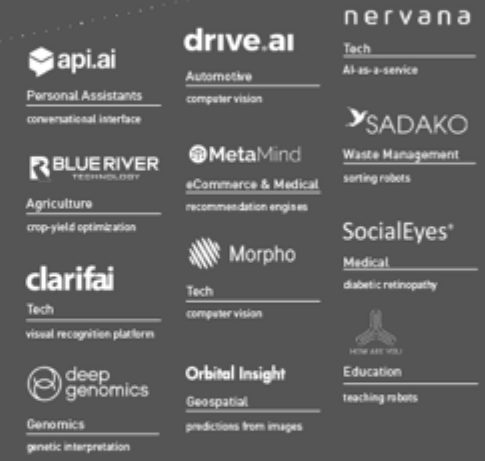 api.ai
Personal Assistants
conversational interface
BLUE RIVER
TECHNOLOGY
Agriculture
crop-yield optimization
clarifai
Tech
visual recognition platform
deep
genomics
Genomics
genetic interpretation
drive.ai
Automotive
computer vision
MetaMind
eCommerce & Medical
recommendation engines
Morpho
Tech
computer vision
Orbital Insight
Geospatial
predictions from images
nervana
Tech
AI-as-a-service
SADAKO
Waste Management
sorting robots
SocialEyes*
Medical
diabetic retinopathy
HOW ARE YOU
Education
teaching robots